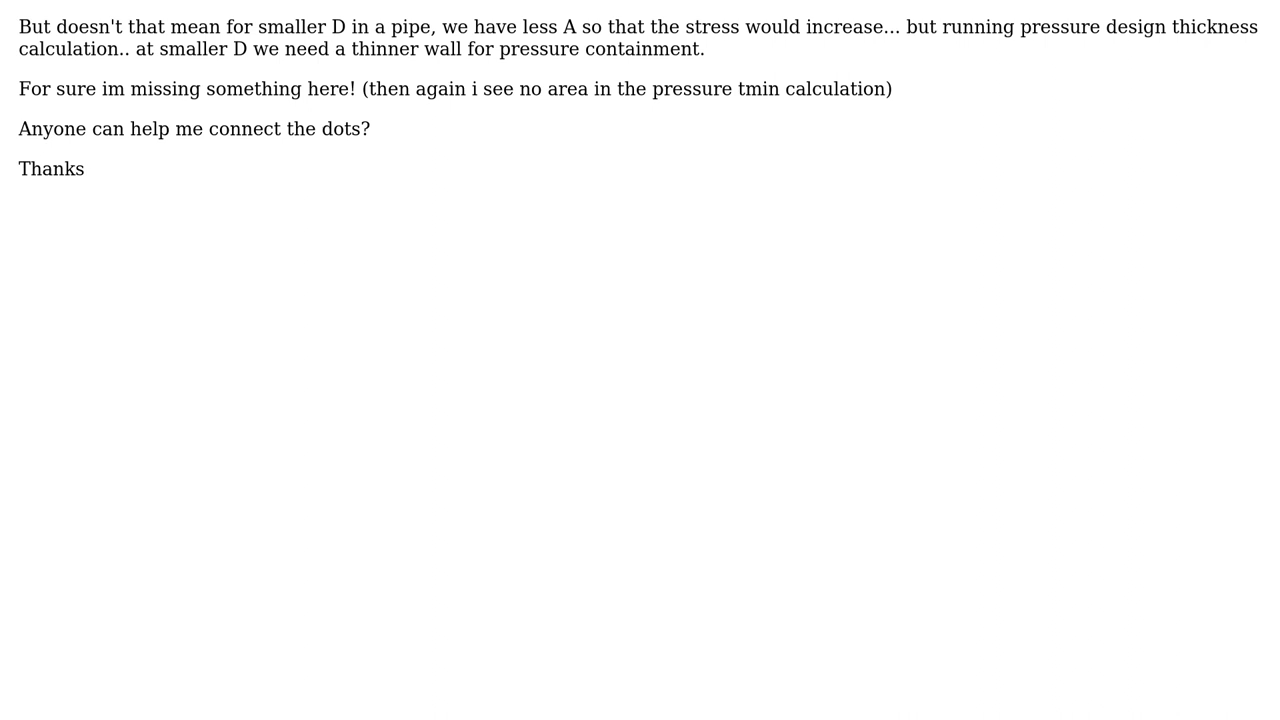 But doesn't that mean for smaller D in a pipe, we have less A so that the stress would increase... but running pressure design thickness
calculation.. at smaller D we need a thinner wall for pressure containment.
For sure im missing something here! (then again i see no area in the pressure tmin calculation)
Anyone can help me connect the dots?
Thanks